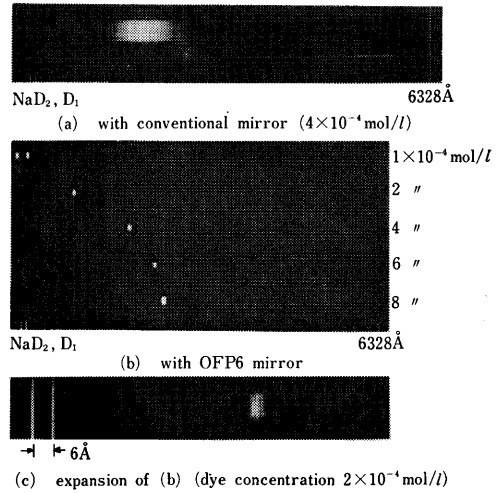 NaD₂, D₁ 6328Å
(a) with conventional mirror (4×10⁻⁴mol/l)
1×10⁻⁴mol/l
2 〃
4 〃
6 〃
8 〃
NaD₂, D₁ 6328Å
(b) with OFP6 mirror
6Å
(c) expansion of (b) (dye concentration 2×10⁻⁴mol/l)